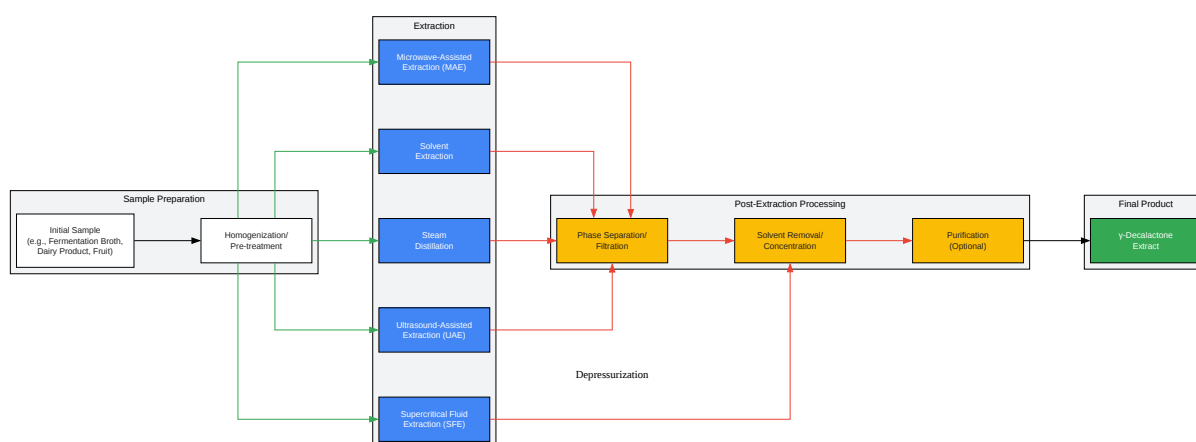 Extraction
Microwave-Assisted
Extraction (MAE)
Solvent
Extraction
Sample Preparation
Initial Sample
(e.g., Fermentation Broth,
Dairy Product, Fruit)
Homogenization/
Pre-treatment
Steam
Distillation
Ultrasound-Assisted
Extraction (UAE)
Supercritical Fluid
Extraction (SFE)
Depressurization
Post-Extraction Processing
Phase Separation/
Filtration
Solvent Removal/
Concentration
Purification
(Optional)
Final Product
γ-Decalactone
Extract